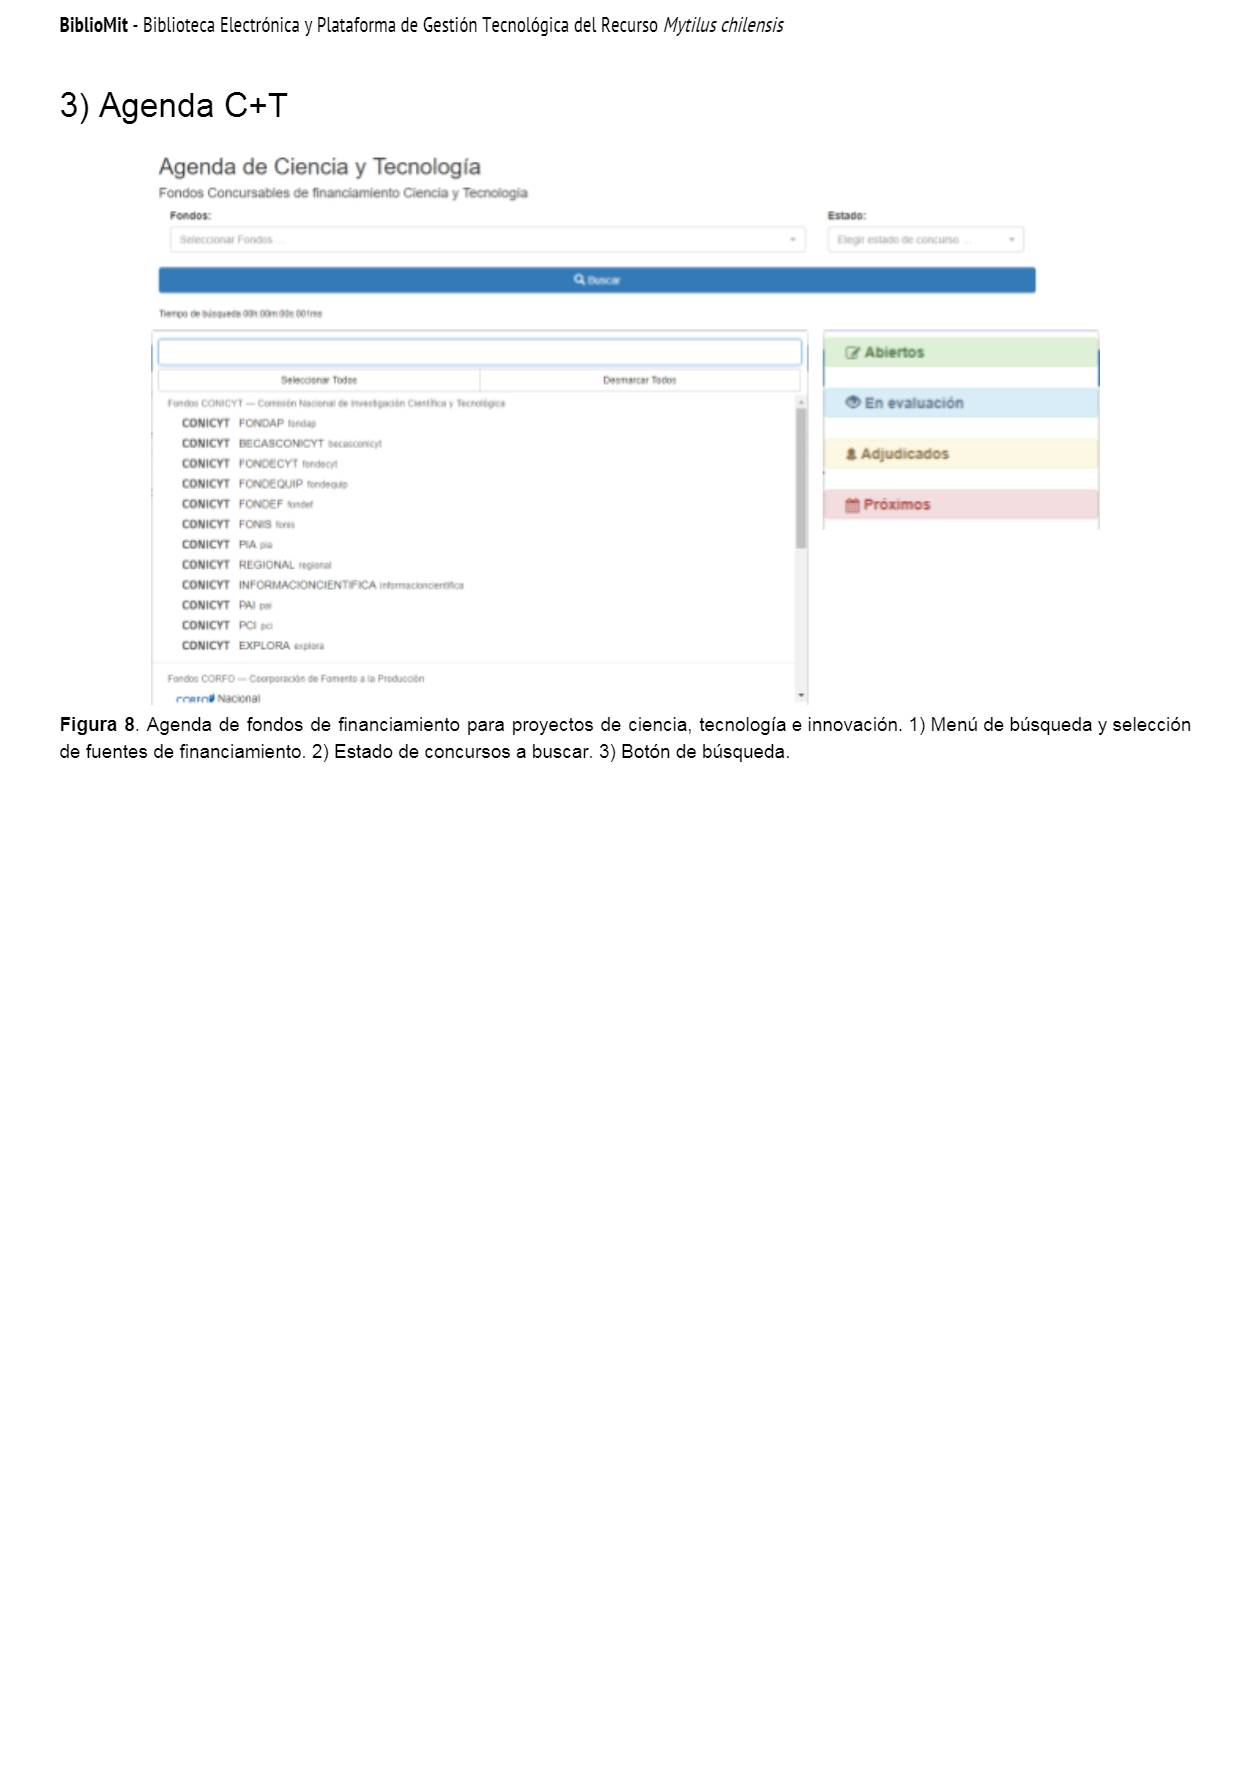 BiblioMit - Biblioteca Electrónica y Plataforma de Gestión Tecnológica del Recurso Mytilus chilensis
3) Agenda C+T
Agenda de Ciencia y Tecnología
Fondos Concursables de financiamiento Ciencia y Tecnología
Fondos: Estado:
Seleccionar Fondos ... Elegir estado de concurso ...
Buscar
Tiempo de búsqueda 00h:00m:00s:001ms
Seleccionar Todos Desmarcar Todos
Fondos CONICYT — Comisión Nacional de Investigación Científica y Tecnológica
CONICYT FONDAP fondap
CONICYT BECASCONICYT becasconicyt
CONICYT FONDECYT fondecyt
CONICYT FONDEQUIP fondequip
CONICYT FONDEF fondef
CONICYT FONIS fonis
CONICYT PIA pia
CONICYT REGIONAL regional
CONICYT INFORMACIONCIENTIFICA informacioncientifica
CONICYT PAI pai
CONICYT PCI pci
CONICYT EXPLORA explora
Fondos CORFO — Coorporación de Fomento a la Producción
CORFO Nacional
Abiertos
En evaluación
Adjudicados
Próximos
Figura 8. Agenda de fondos de financiamiento para proyectos de ciencia, tecnología e innovación. 1) Menú de búsqueda y selección
de fuentes de financiamiento. 2) Estado de concursos a buscar. 3) Botón de búsqueda.